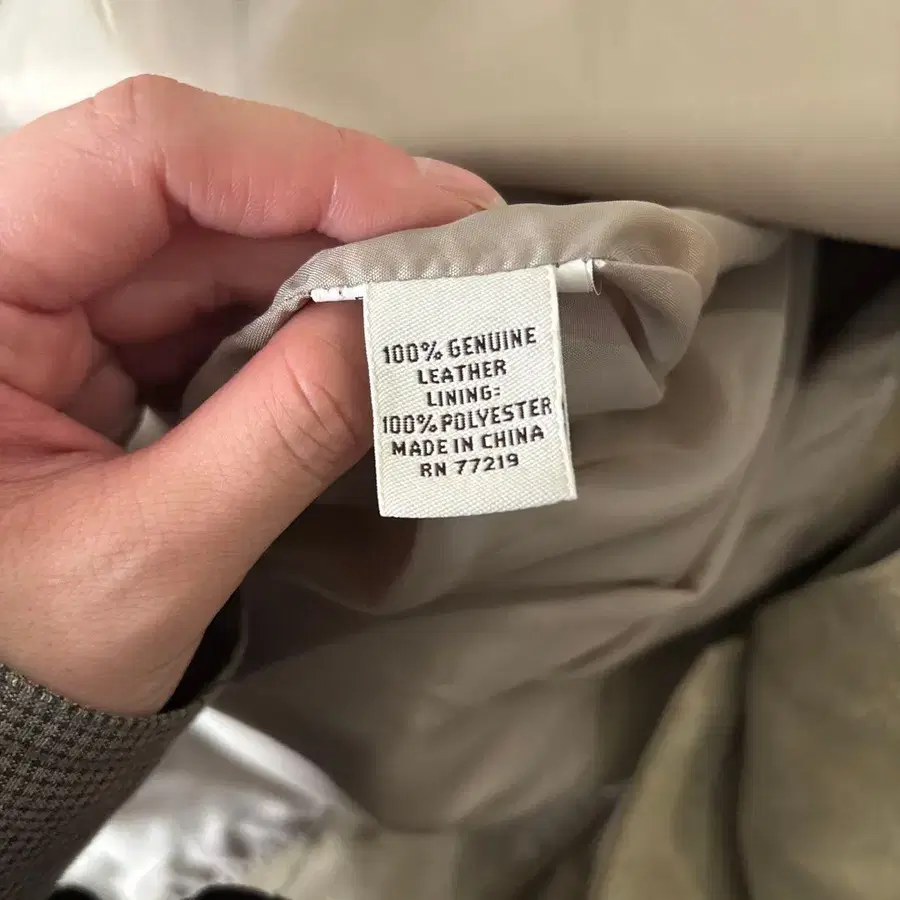 100% GENUINE
LEATHER
LINING:
100% POLYESTER
MADE IN CHINA
RN 77219